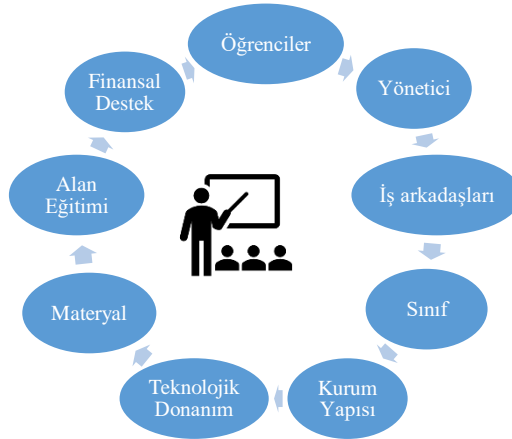 Öğrenciler
Yönetici
İş arkadaşları
Sınıf
Kurum
Yapısı
Teknolojik
Donanım
Materyal
Alan
Eğitimi
Finansal
Destek